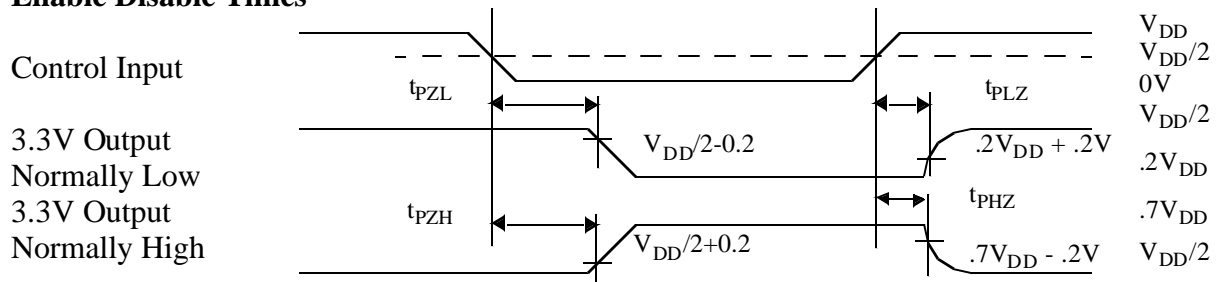 Enable Disable Times
Control Input
3.3V Output
Normally Low
3.3V Output
Normally High
tPZL
tPLZ
VDD/2-0.2
.2VDD + .2V
tPZH
tPHZ
VDD/2+0.2
.7VDD - .2V
VDD
VDD/2
0V
VDD/2
.2VDD
.7VDD
VDD/2